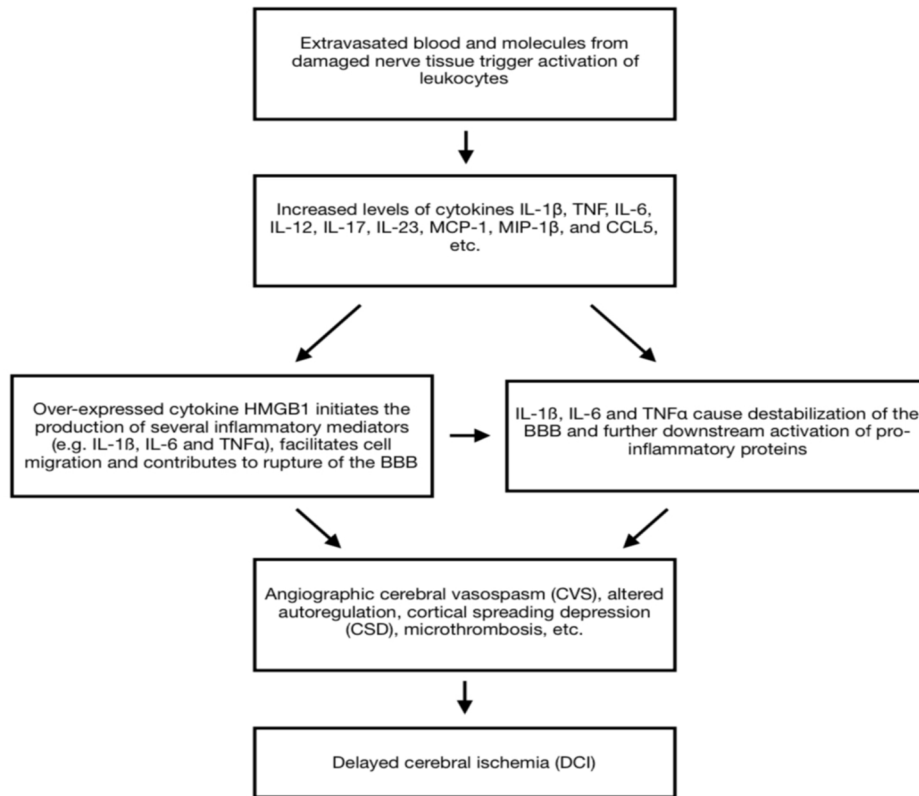 Extravasated blood and molecules from
damaged nerve tissue trigger activation of
leukocytes
Increased levels of cytokines IL-1β, TNF, IL-6,
IL-12, IL-17, IL-23, MCP-1, MIP-1β, and CCL5,
etc.
Over-expressed cytokine HMGB1 initiates the
production of several inflammatory mediators
(e.g. IL-1ß, IL-6 and TNFα), facilitates cell
migration and contributes to rupture of the BBB
IL-1ß, IL-6 and TNFα cause destabilization of the
BBB and further downstream activation of pro-
inflammatory proteins
Angiographic cerebral vasospasm (CVS), altered
autoregulation, cortical spreading depression
(CSD), microthrombosis, etc.
Delayed cerebral ischemia (DCI)